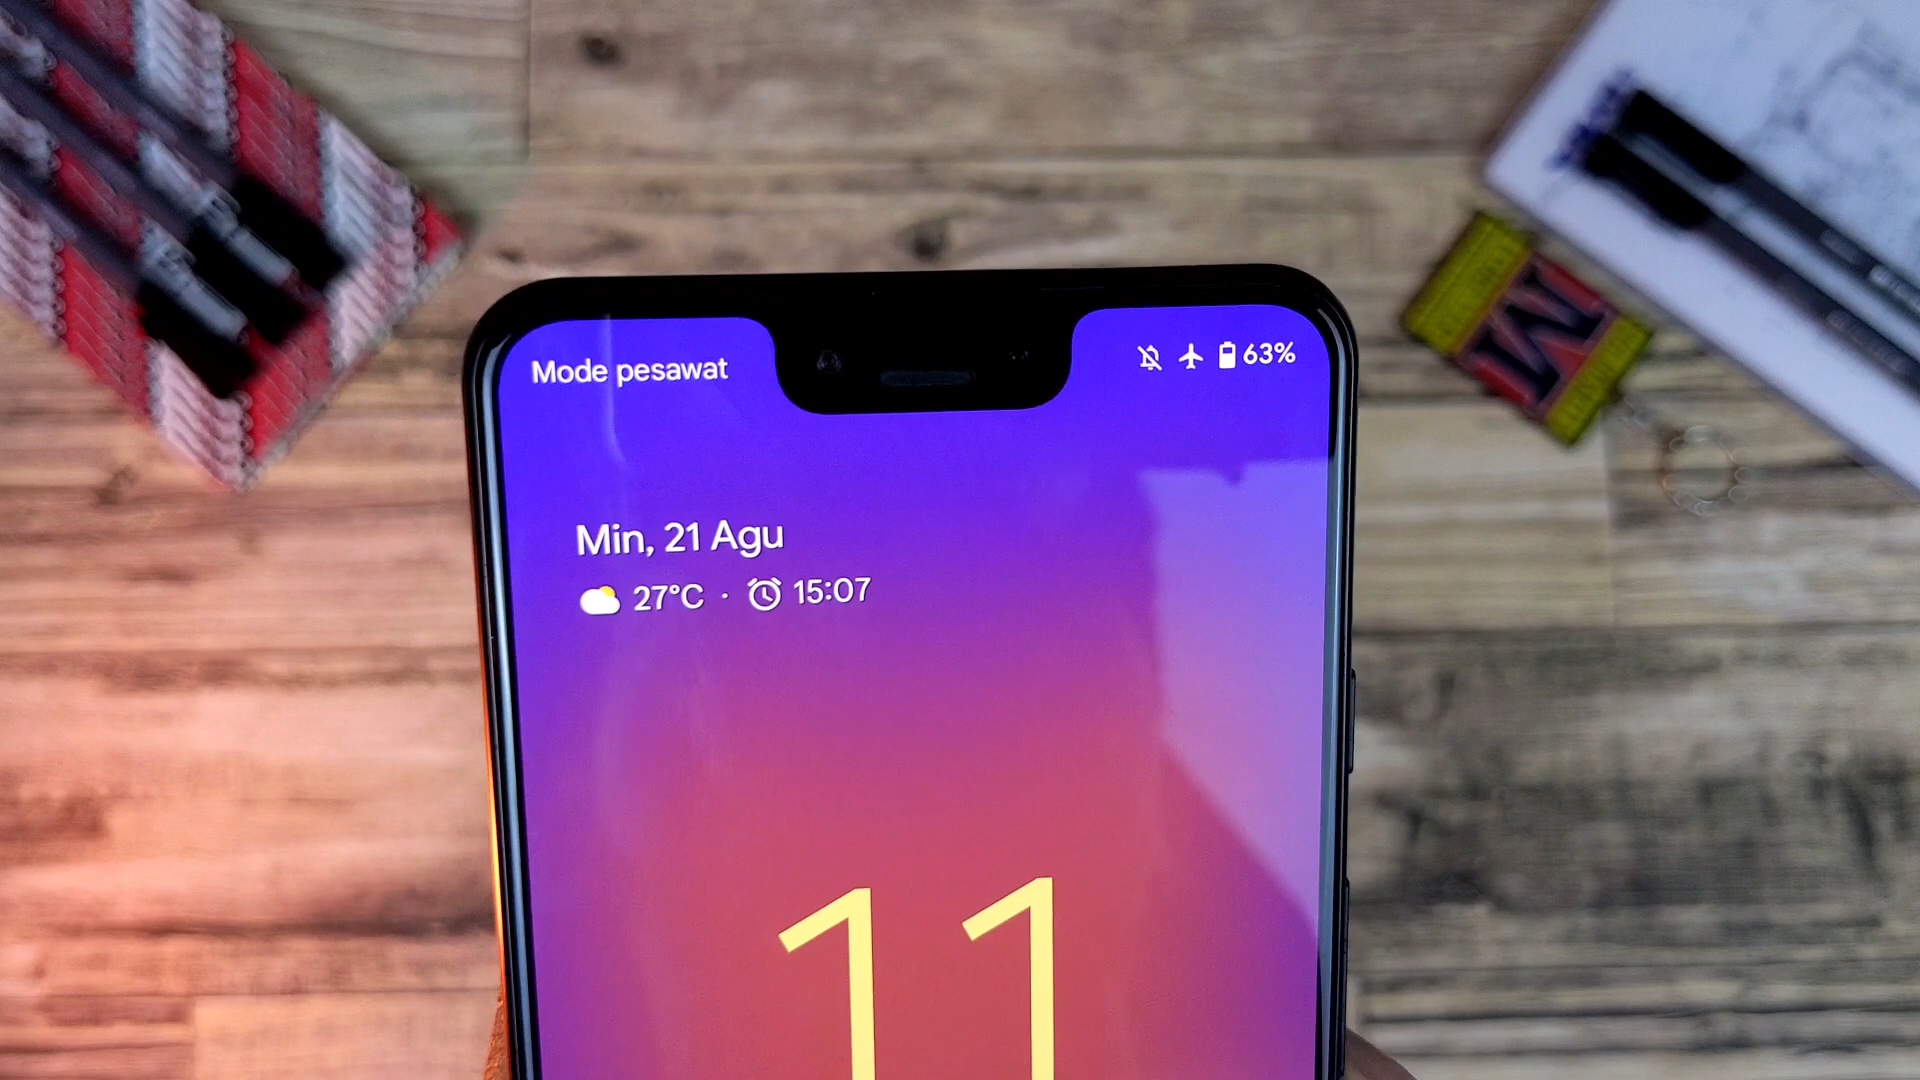 Mode pesawat
63%
Min, 21 Agu
27°C · 15:07
11
M